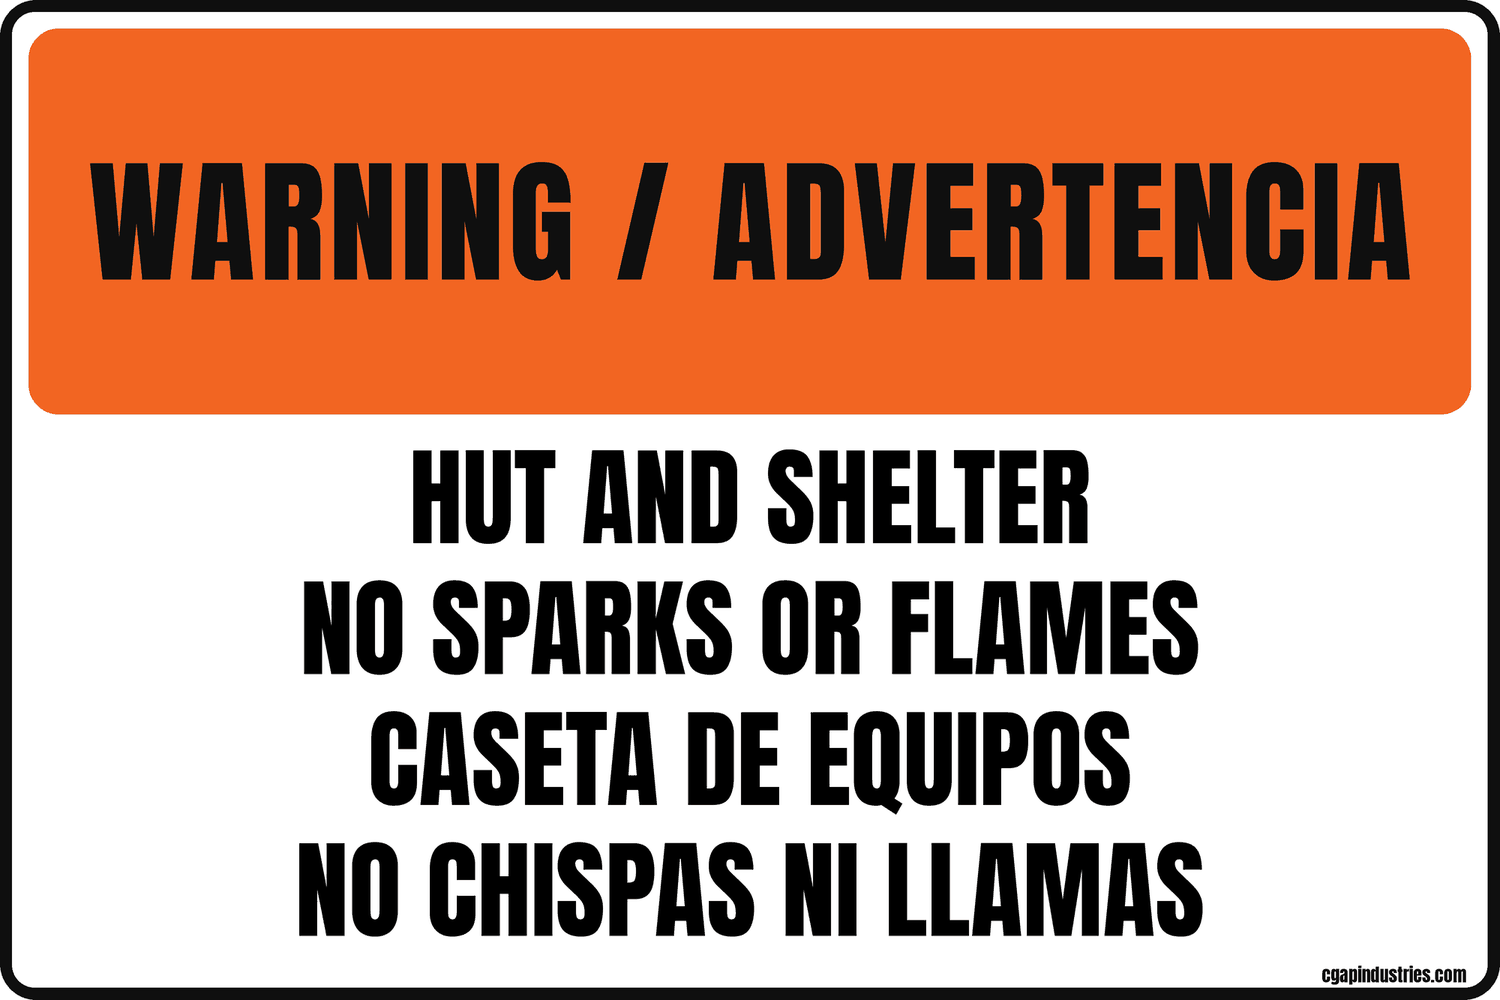 WARNING / ADVERTENCIA
HUT AND SHELTER
NO SPARKS OR FLAMES
CASETA DE EQUIPOS
NO CHISPAS NI LLAMAS
cgapindustries.com